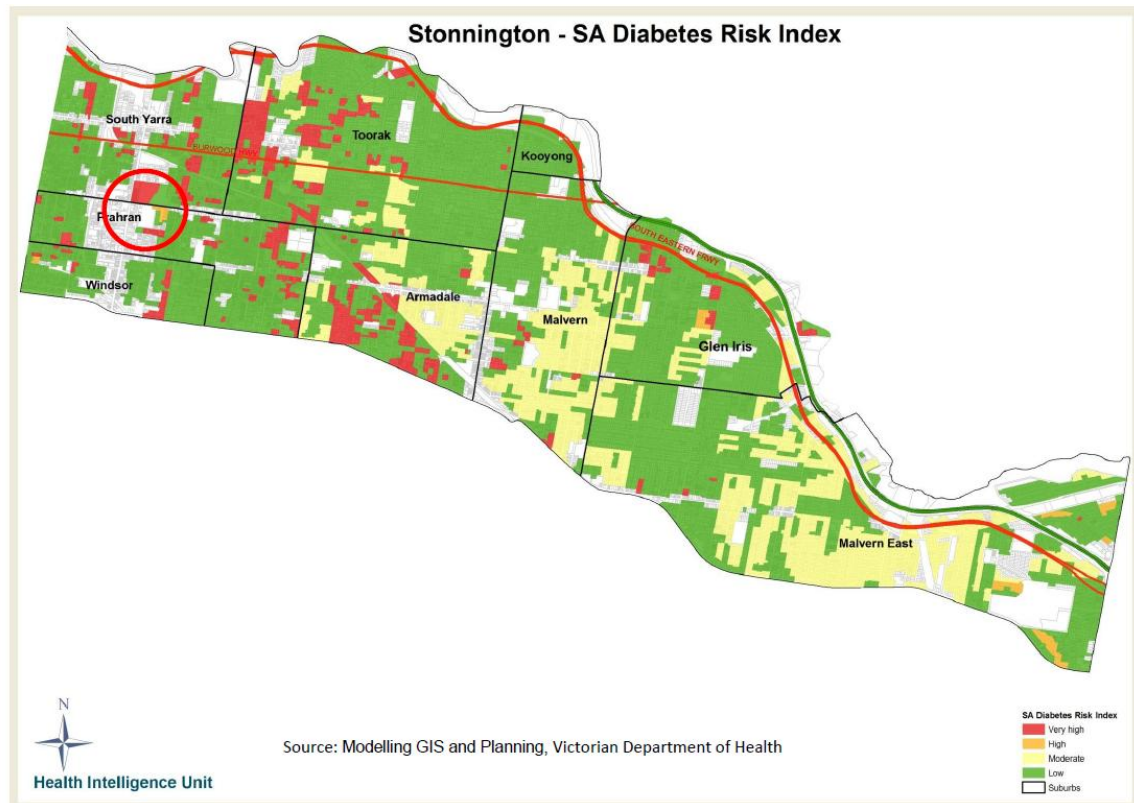 Stonnington - SA Diabetes Risk Index
South Yarra
Toorak
Kooyong
BURWOOD HWY
Prahran
SOUTH EASTERN FRWY
Windsor
Armadale
Malvern
Glen Iris
Malvern East
N
Health Intelligence Unit
Source: Modelling GIS and Planning, Victorian Department of Health
SA Diabetes Risk Index
Very high
High
Moderate
Low
Suburbs